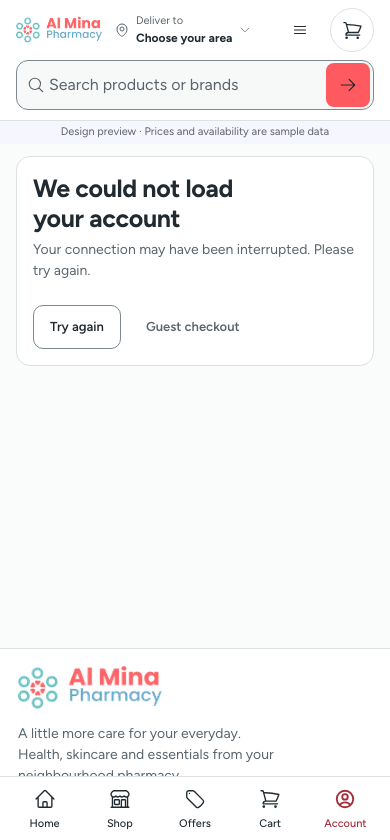 Al Mina
Pharmacy
Deliver to
Choose your area
Search products or brands
Design preview · Prices and availability are sample data
We could not load
your account
Your connection may have been interrupted. Please
try again.
Try again
Guest checkout
Al Mina
Pharmacy
A little more care for your everyday.
Health, skincare and essentials from your
neighbourhood pharmacy.
Home
Shop
Offers
Cart
Account